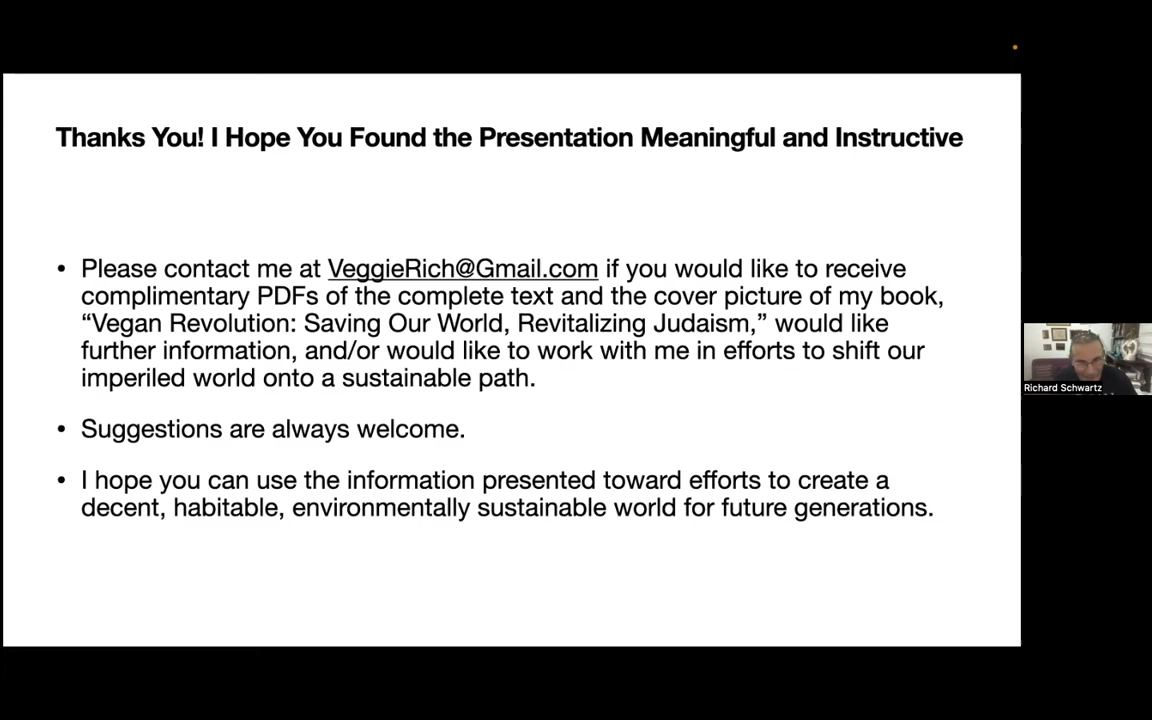 Thanks You! I Hope You Found the Presentation Meaningful and Instructive
• Please contact me at VeggieRich@Gmail.com if you would like to receive
complimentary PDFs of the complete text and the cover picture of my book,
“Vegan Revolution: Saving Our World, Revitalizing Judaism,” would like
further information, and/or would like to work with me in efforts to shift our
imperiled world onto a sustainable path.
• Suggestions are always welcome.
• I hope you can use the information presented toward efforts to create a
decent, habitable, environmentally sustainable world for future generations.
Richard Schwartz